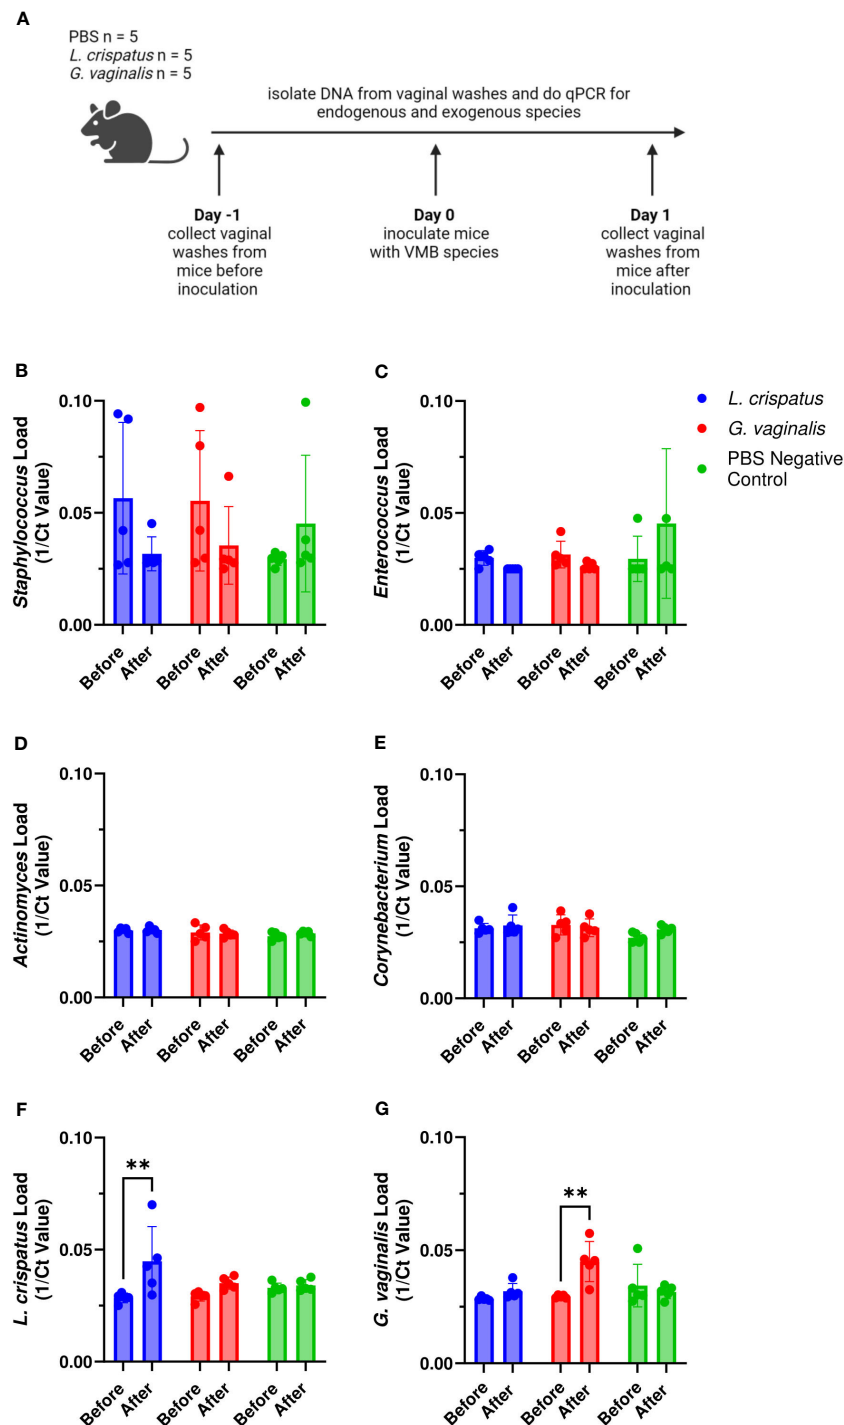 A
PBS n = 5
L. crispatus n = 5
G. vaginalis n = 5
isolate DNA from vaginal washes and do qPCR for
endogenous and exogenous species
Day -1
collect vaginal
washes from
mice before
inoculation
Day 0
inoculate mice
with VMB species
Day 1
collect vaginal
washes from
mice after
inoculation
B
Staphylococcus Load
(1/Ct Value)
0.10
0.05
0.00
Before
After
Before
After
Before
After
C
Enterococcus Load
(1/Ct Value)
0.10
0.05
0.00
Before
After
Before
After
Before
After
L. crispatus
G. vaginalis
PBS Negative
Control
D
Actinomyces Load
(1/Ct Value)
0.10
0.05
0.00
Before
After
Before
After
Before
After
E
Corynebacterium Load
(1/Ct Value)
0.10
0.05
0.00
Before
After
Before
After
Before
After
F
L. crispatus Load
(1/Ct Value)
0.10
0.05
0.00
**
Before
After
Before
After
Before
After
G
G. vaginalis Load
(1/Ct Value)
0.10
0.05
0.00
**
Before
After
Before
After
Before
After